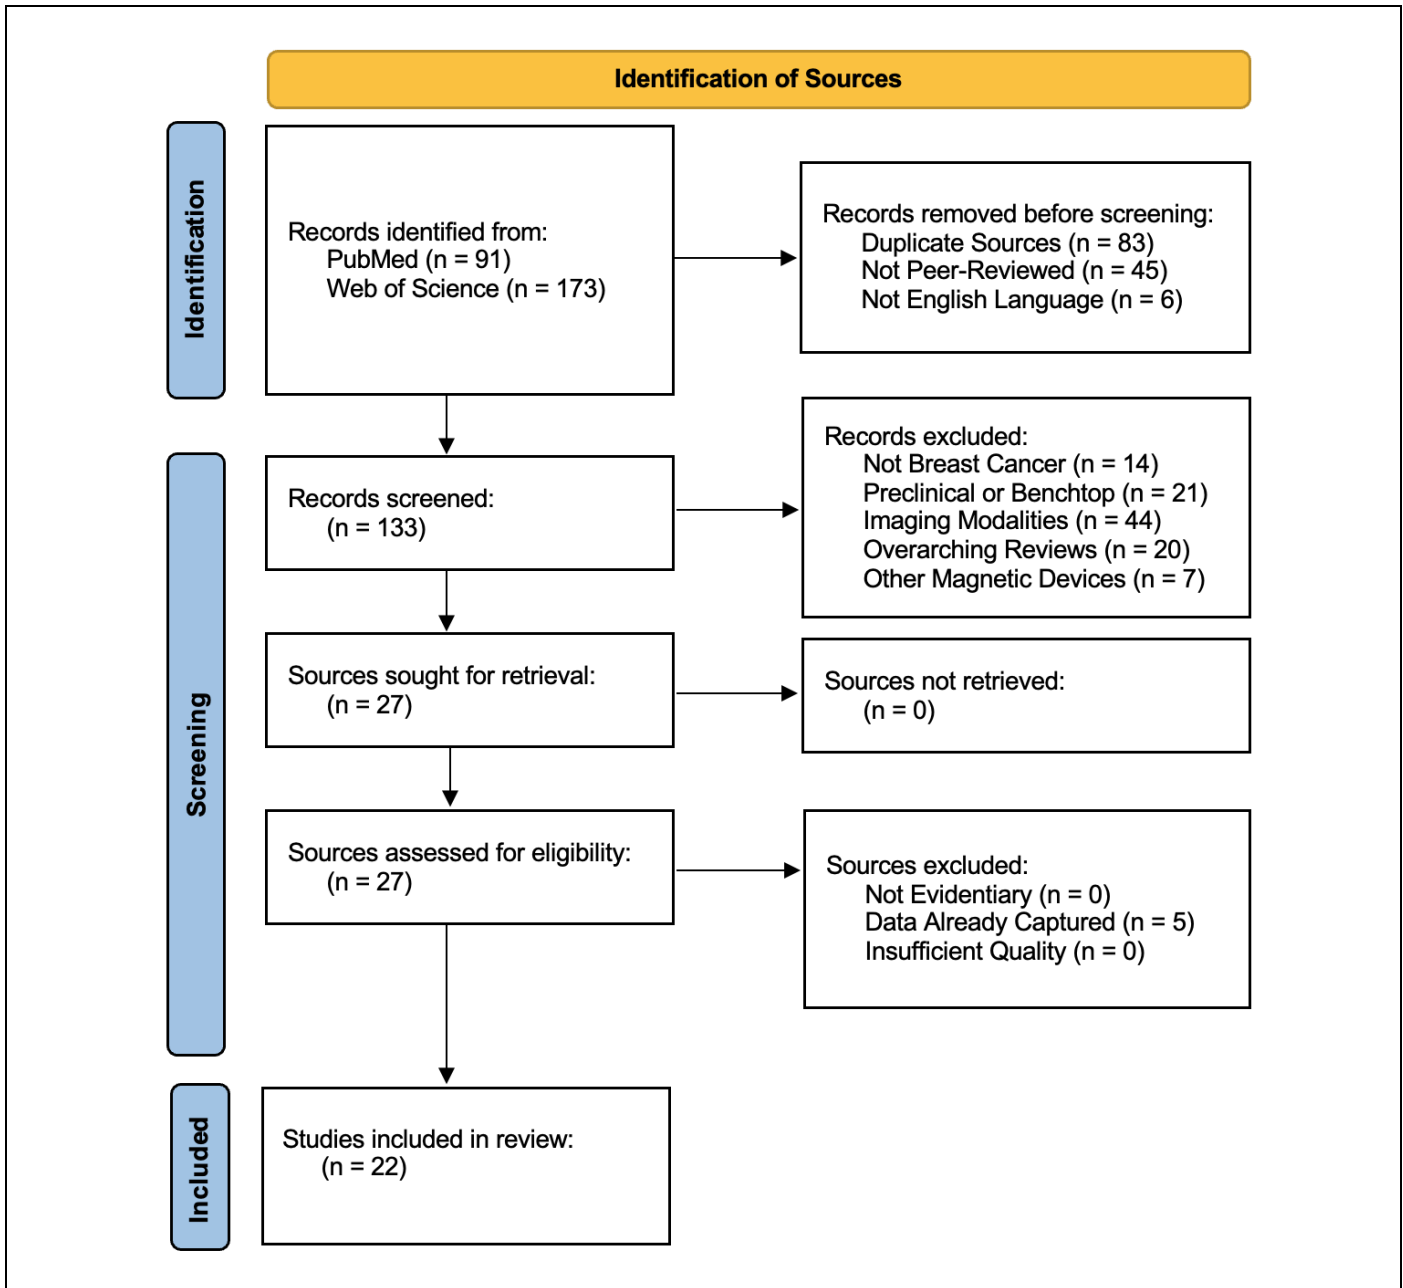 Identification of Sources
Identification
Records identified from:
PubMed (n = 91)
Web of Science (n = 173)
Records removed before screening:
Duplicate Sources (n = 83)
Not Peer-Reviewed (n = 45)
Not English Language (n = 6)
Screening
Records screened:
(n = 133)
Records excluded:
Not Breast Cancer (n = 14)
Preclinical or Benchtop (n = 21)
Imaging Modalities (n = 44)
Overarching Reviews (n = 20)
Other Magnetic Devices (n = 7)
Sources sought for retrieval:
(n = 27)
Sources not retrieved:
(n = 0)
Sources assessed for eligibility:
(n = 27)
Sources excluded:
Not Evidentiary (n = 0)
Data Already Captured (n = 5)
Insufficient Quality (n = 0)
Included
Studies included in review:
(n = 22)